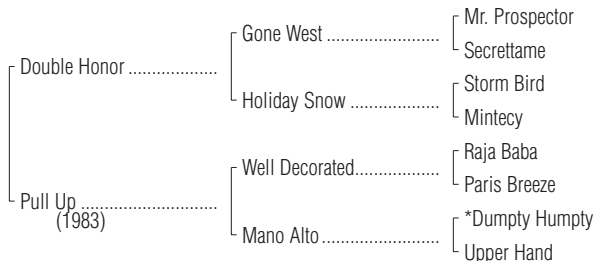 Mr. Prospector
Gone West ........................
Secrettame
Double Honor ...................
Storm Bird
Holiday Snow ...................
Mintecy
Raja Baba
Well Decorated..................
Paris Breeze
Pull Up .............................
(1983)
*Dumpty Humpty
Mano Alto.........................
Upper Hand